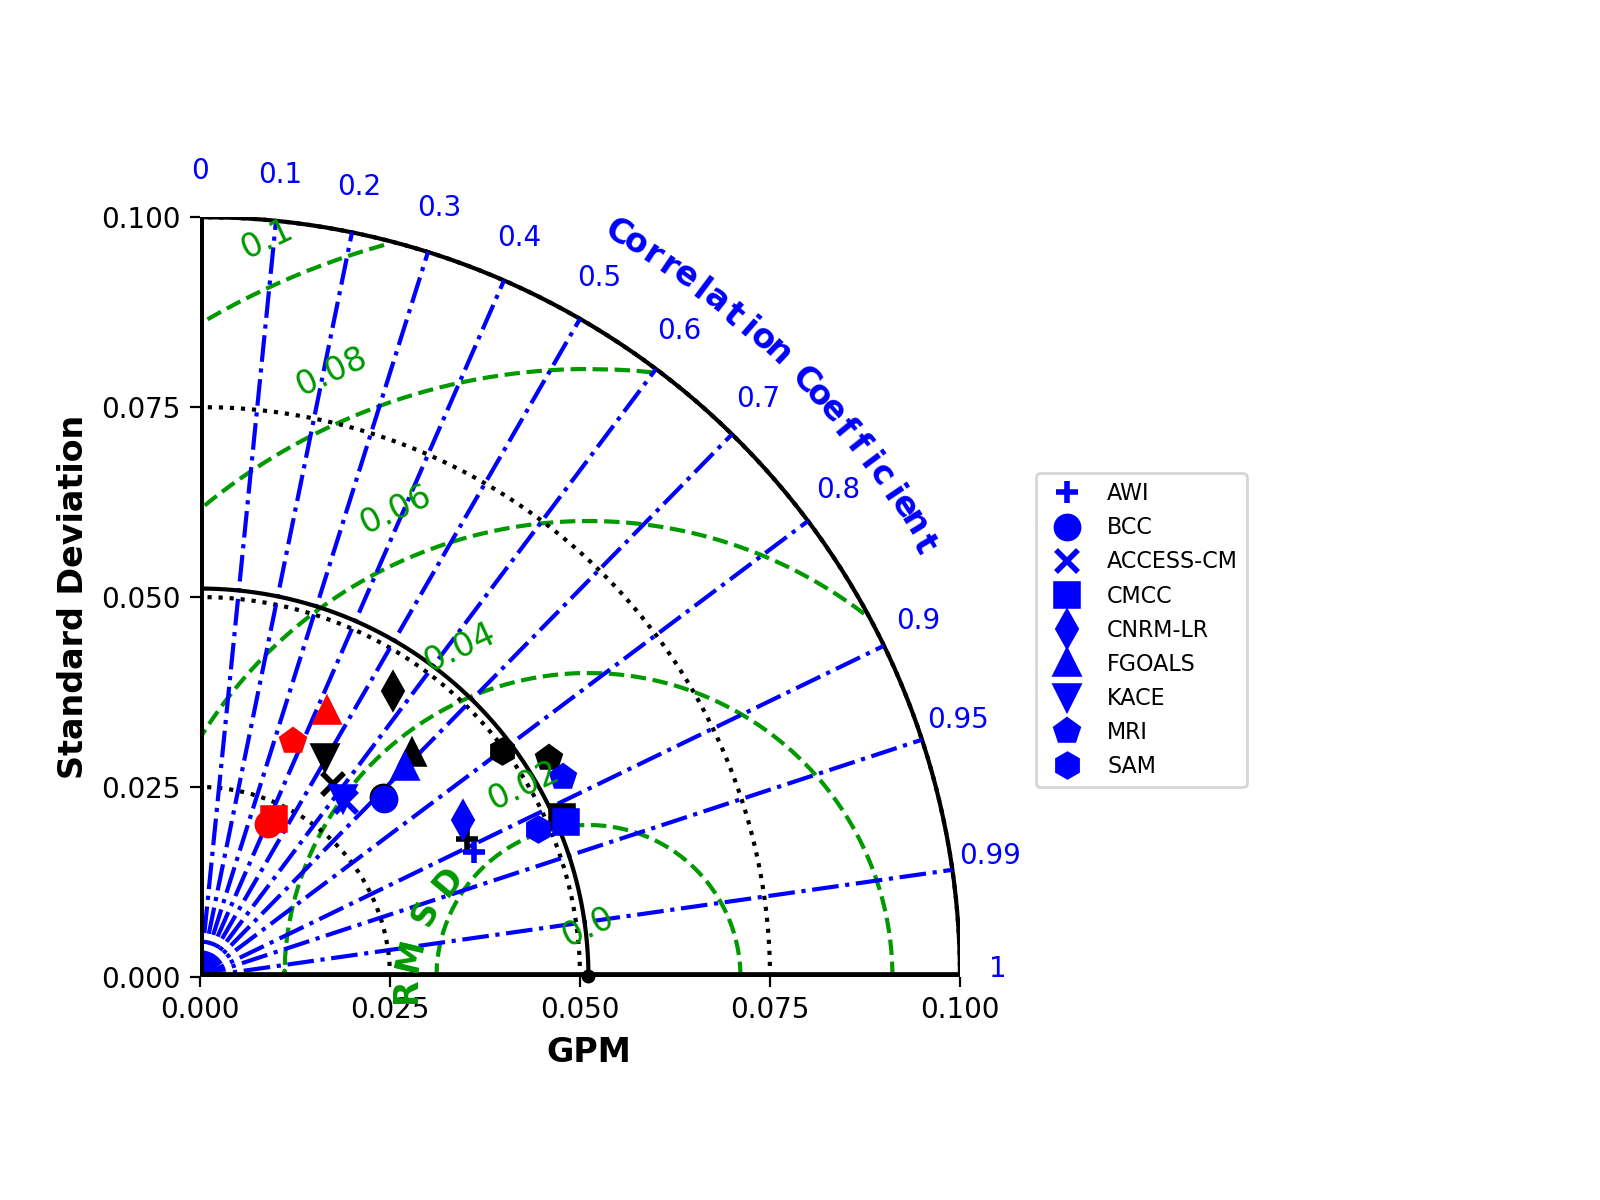 0
0.1
0.2
0.3
0.4
0.5
0.6
0.7
0.8
0.9
0.95
0.99
1
Correlation Coefficient
0.100
0.075
0.050
0.025
0.000
Standard Deviation
0.1
0.08
0.06
0.04
0.02
0.0
RMSD
0.000
0.025
0.050
0.075
0.100
GPM
AWI
BCC
ACCESS-CM
CMCC
CNRM-LR
FGOALS
KACE
MRI
SAM